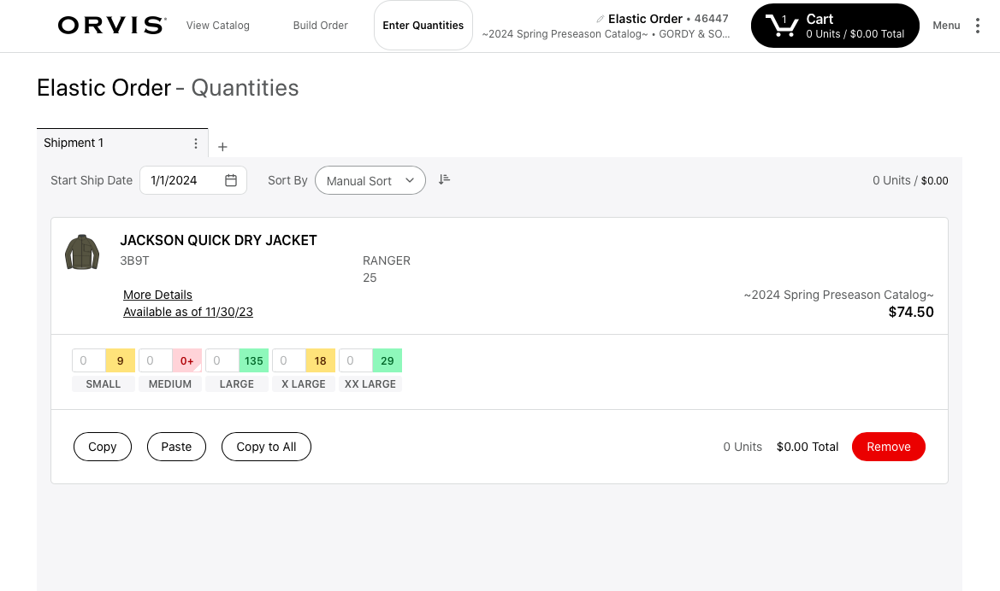 ORVIS
View Catalog
Build Order
Enter Quantities
Elastic Order • 46447
~2024 Spring Preseason Catalog~ • GORDY & SO...
1
Cart
0 Units / $0.00 Total
Menu
Elastic Order - Quantities
Shipment 1
+
Start Ship Date
1/1/2024
Sort By
Manual Sort
0 Units / $0.00
JACKSON QUICK DRY JACKET
3B9T
RANGER
25
More Details
Available as of 11/30/23
~2024 Spring Preseason Catalog~
$74.50
0 9 0 0+ 0 135 0 18 0 29
SMALL MEDIUM LARGE X LARGE XX LARGE
Copy
Paste
Copy to All
0 Units
$0.00 Total
Remove